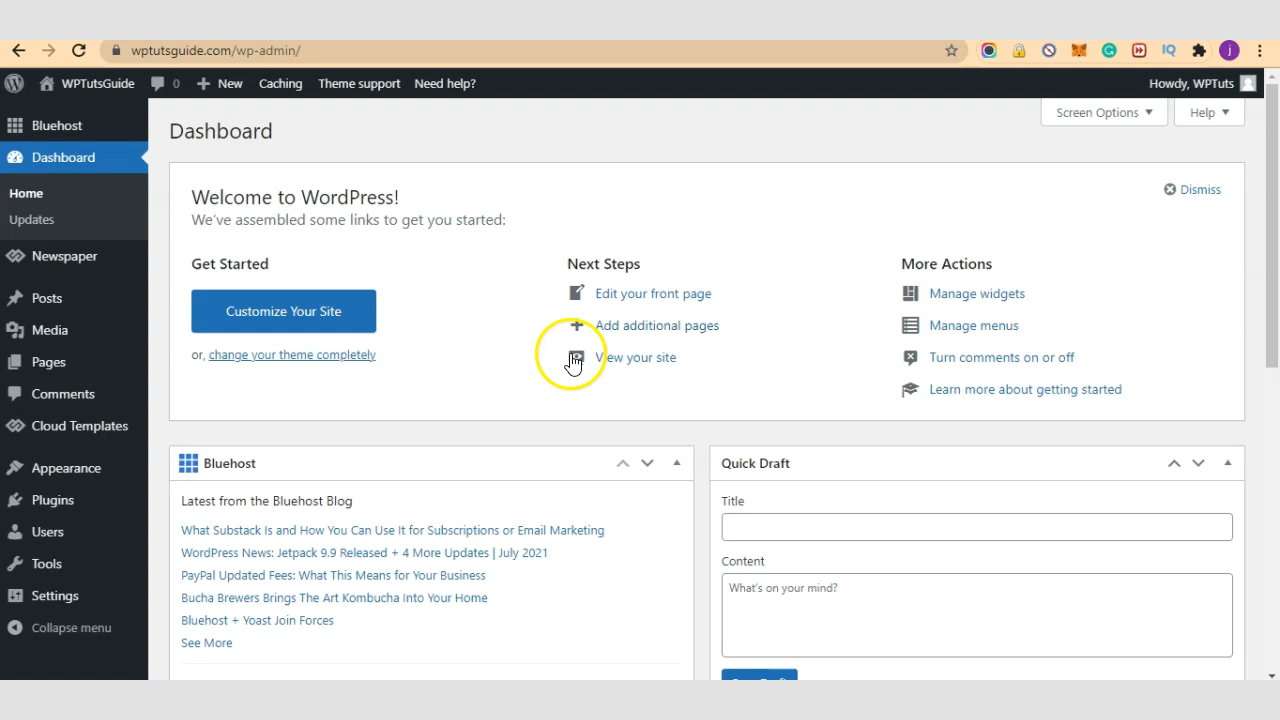 wptutsguide.com/wp-admin/
j
WPTutsGuide 0 New Caching Theme support Need help? Howdy, WPTuts
Screen Options Help
Bluehost
Dashboard
Home
Updates
Newspaper
Posts
Media
Pages
Comments
Cloud Templates
Appearance
Plugins
Users
Tools
Settings
Collapse menu
Dashboard
Welcome to WordPress!
Dismiss
We've assembled some links to get you started:
Get Started
Customize Your Site
or, change your theme completely
Next Steps
Edit your front page
Add additional pages
View your site
More Actions
Manage widgets
Manage menus
Turn comments on or off
Learn more about getting started
Bluehost
Latest from the Bluehost Blog
What Substack Is and How You Can Use It for Subscriptions or Email Marketing
WordPress News: Jetpack 9.9 Released + 4 More Updates | July 2021
PayPal Updated Fees: What This Means for Your Business
Bucha Brewers Brings The Art Kombucha Into Your Home
Bluehost + Yoast Join Forces
See More
Quick Draft
Title
Content
What's on your mind?